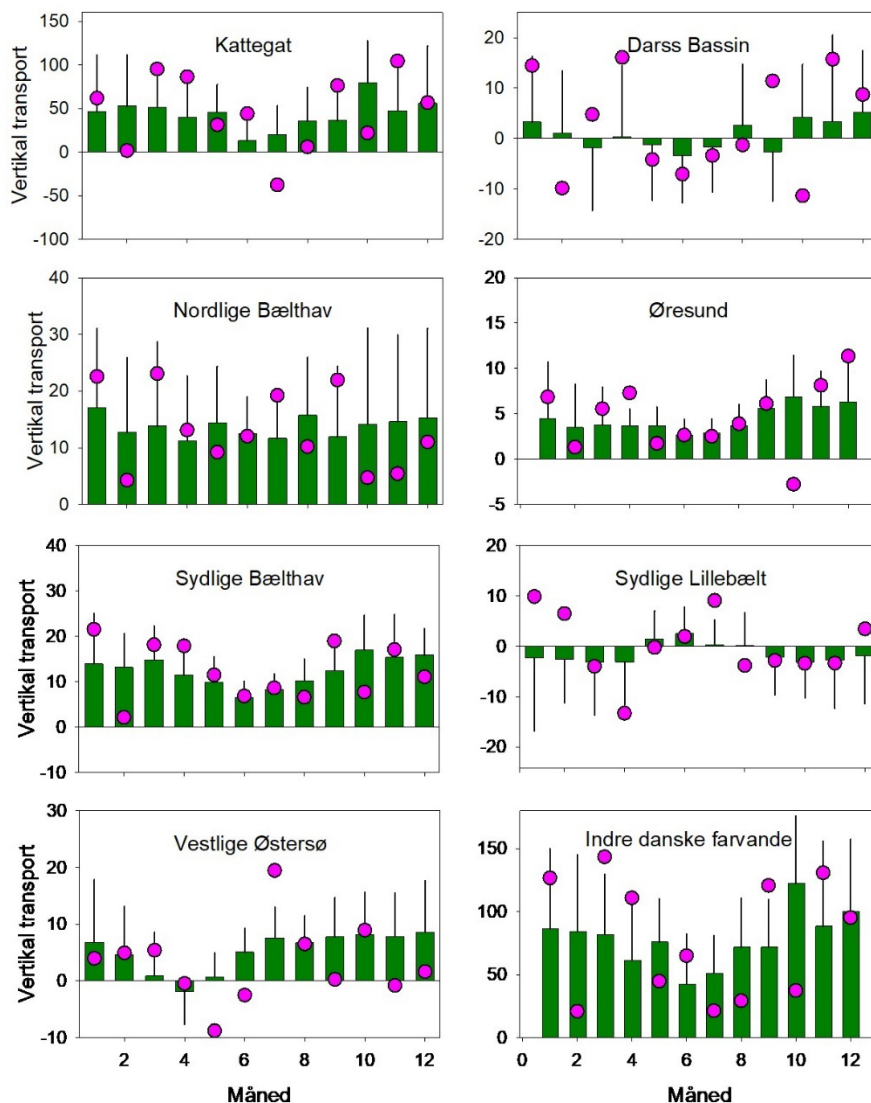 Kattegat
Vertikal transport
150
100
50
0
-50
-100
Darss Bassin
20
10
0
-10
-20
Nordlige Bælthav
Vertikal transport
40
30
20
10
0
Øresund
20
15
10
5
0
-5
Sydlige Bælthav
Vertikal transport
40
30
20
10
0
-10
Sydlige Lillebælt
20
10
0
-10
-20
Vestlige Østersø
Vertikal transport
30
20
10
0
-10
2 4 6 8 10 12
Måned
Indre danske farvande
150
100
50
0
0 2 4 6 8 10 12
Måned